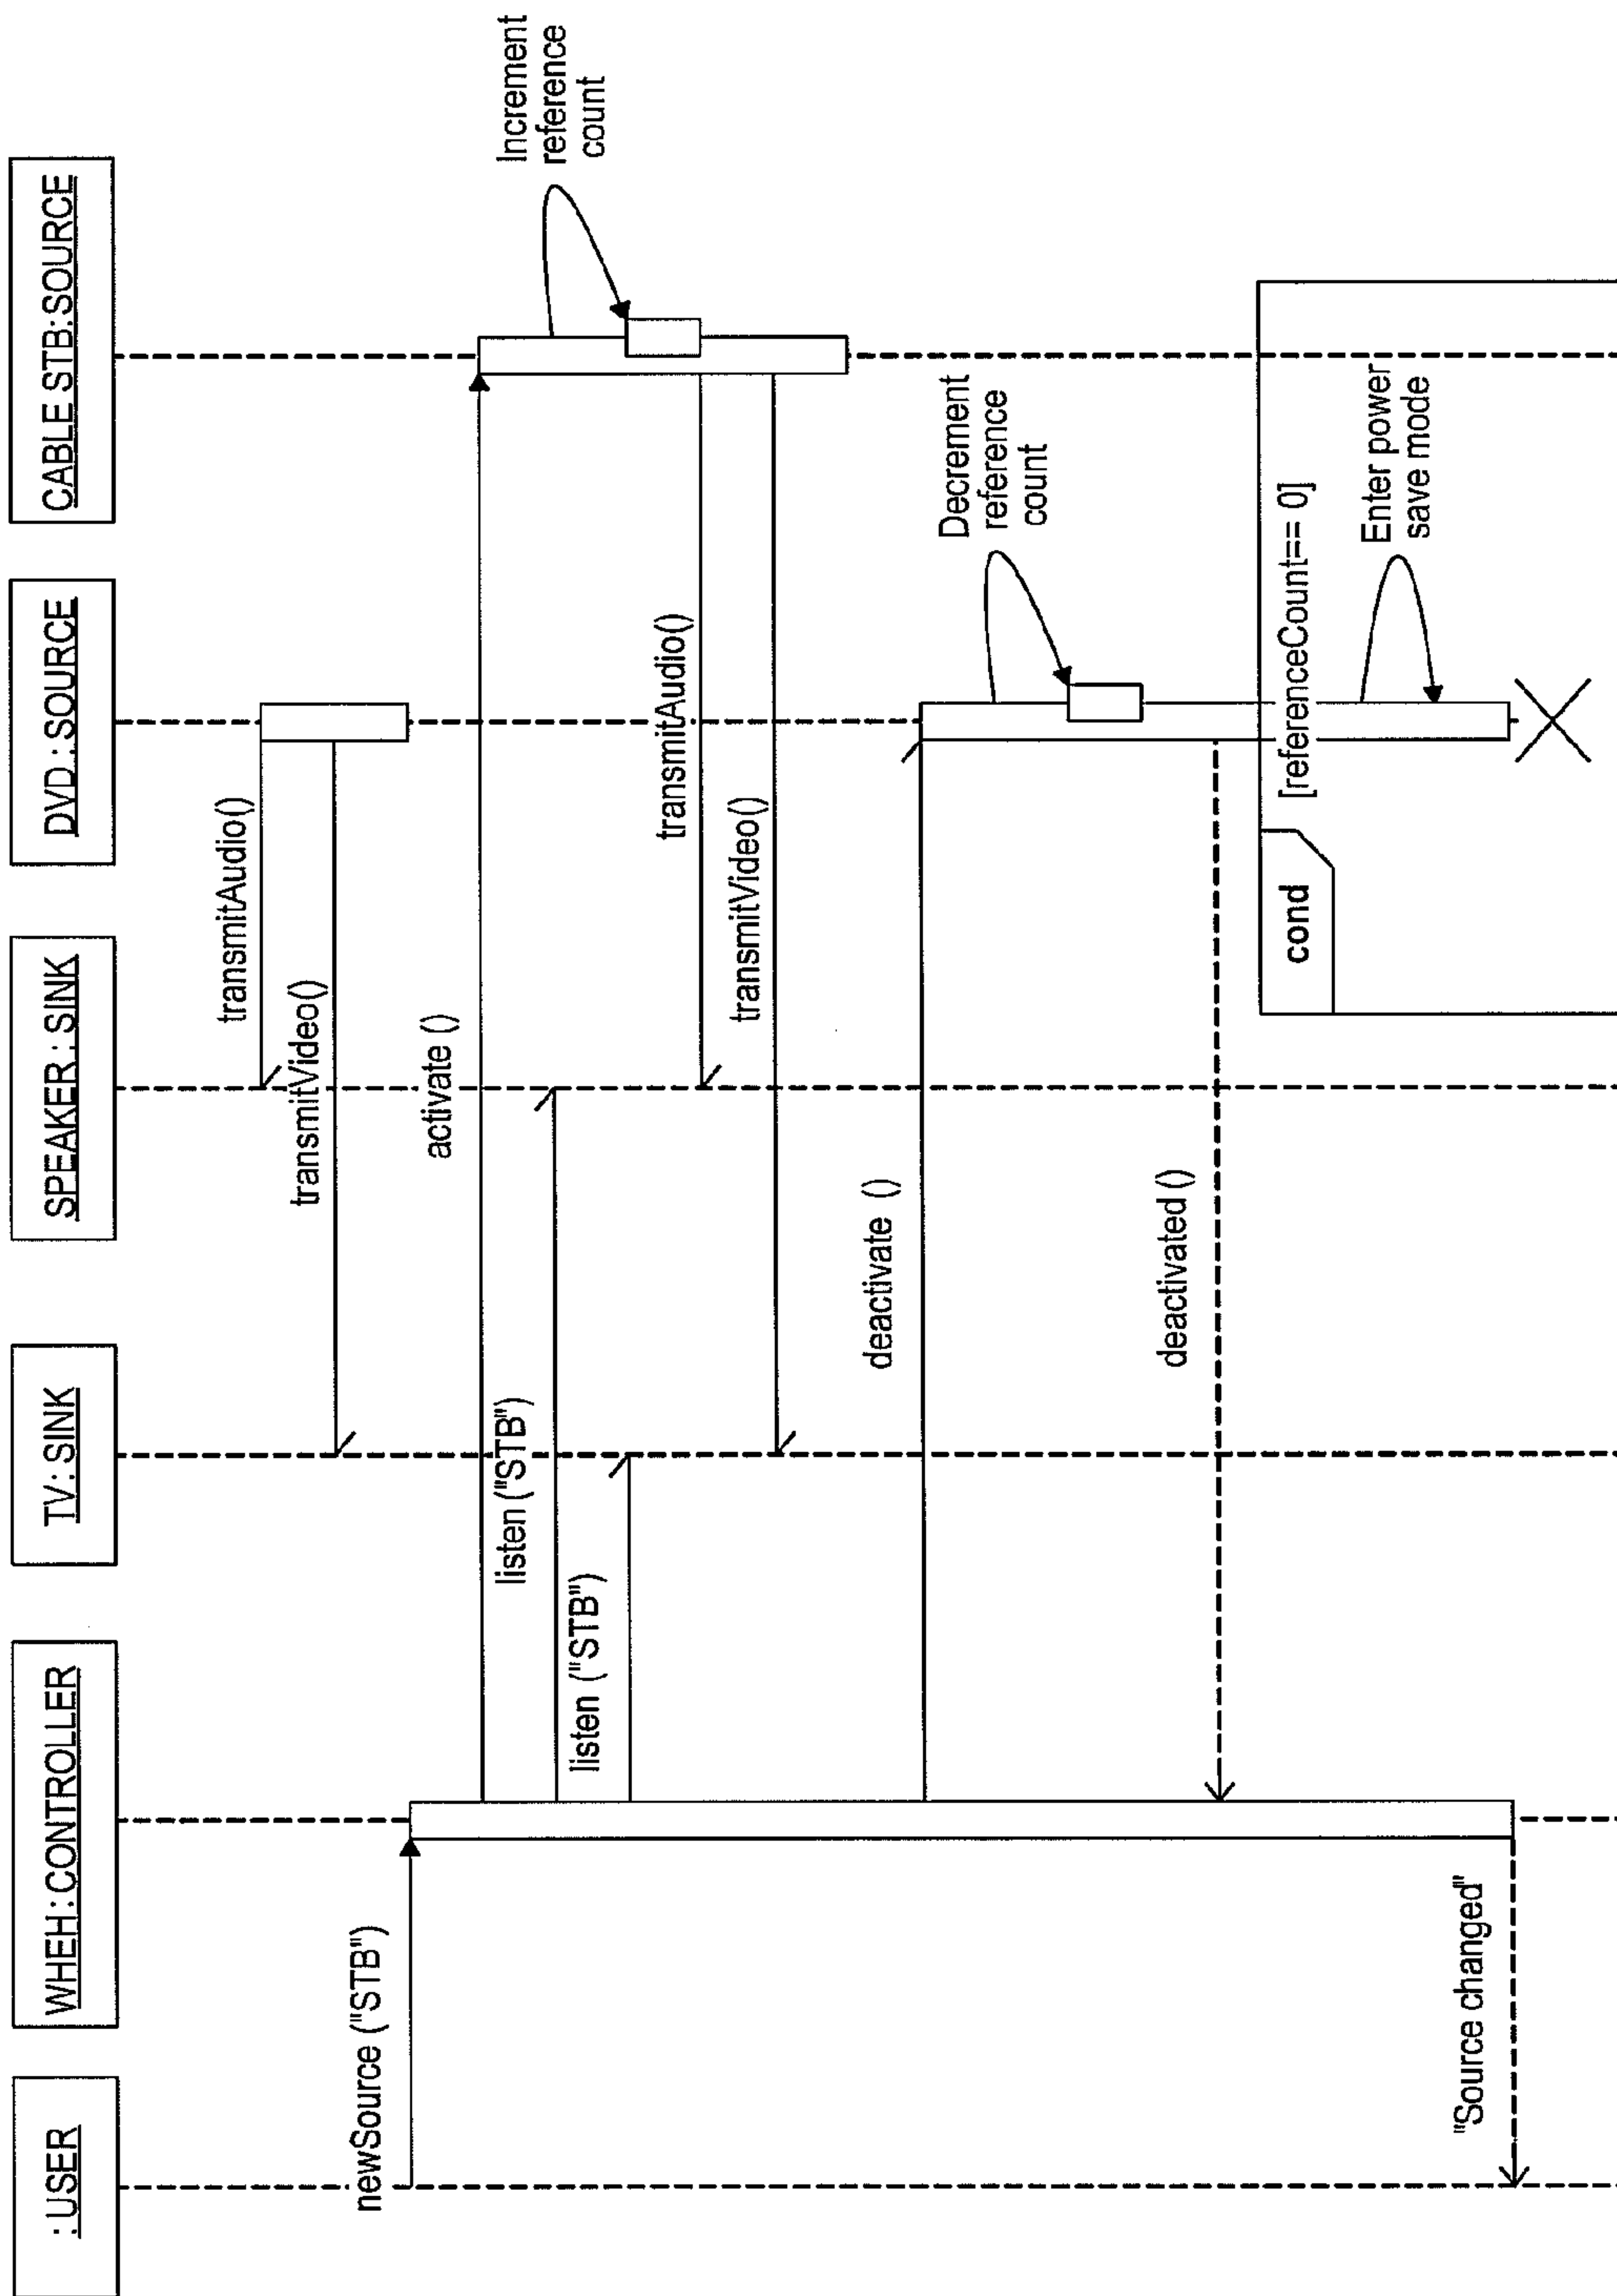 :USER
WHEH:CONTROLLER
TV:SINK
SPEAKER:SINK
DVD:SOURCE
CABLE STB:SOURCE
transmitAudio()
transmitVideo()
newSource ("STB")
activate ()
listen ("STB")
Increment
reference
count
listen ("STB")
transmitAudio()
transmitVideo()
deactivate ()
Decrement
reference
count
deactivated ()
cond
[referenceCount== 0]
Enter power
save mode
"Source changed"